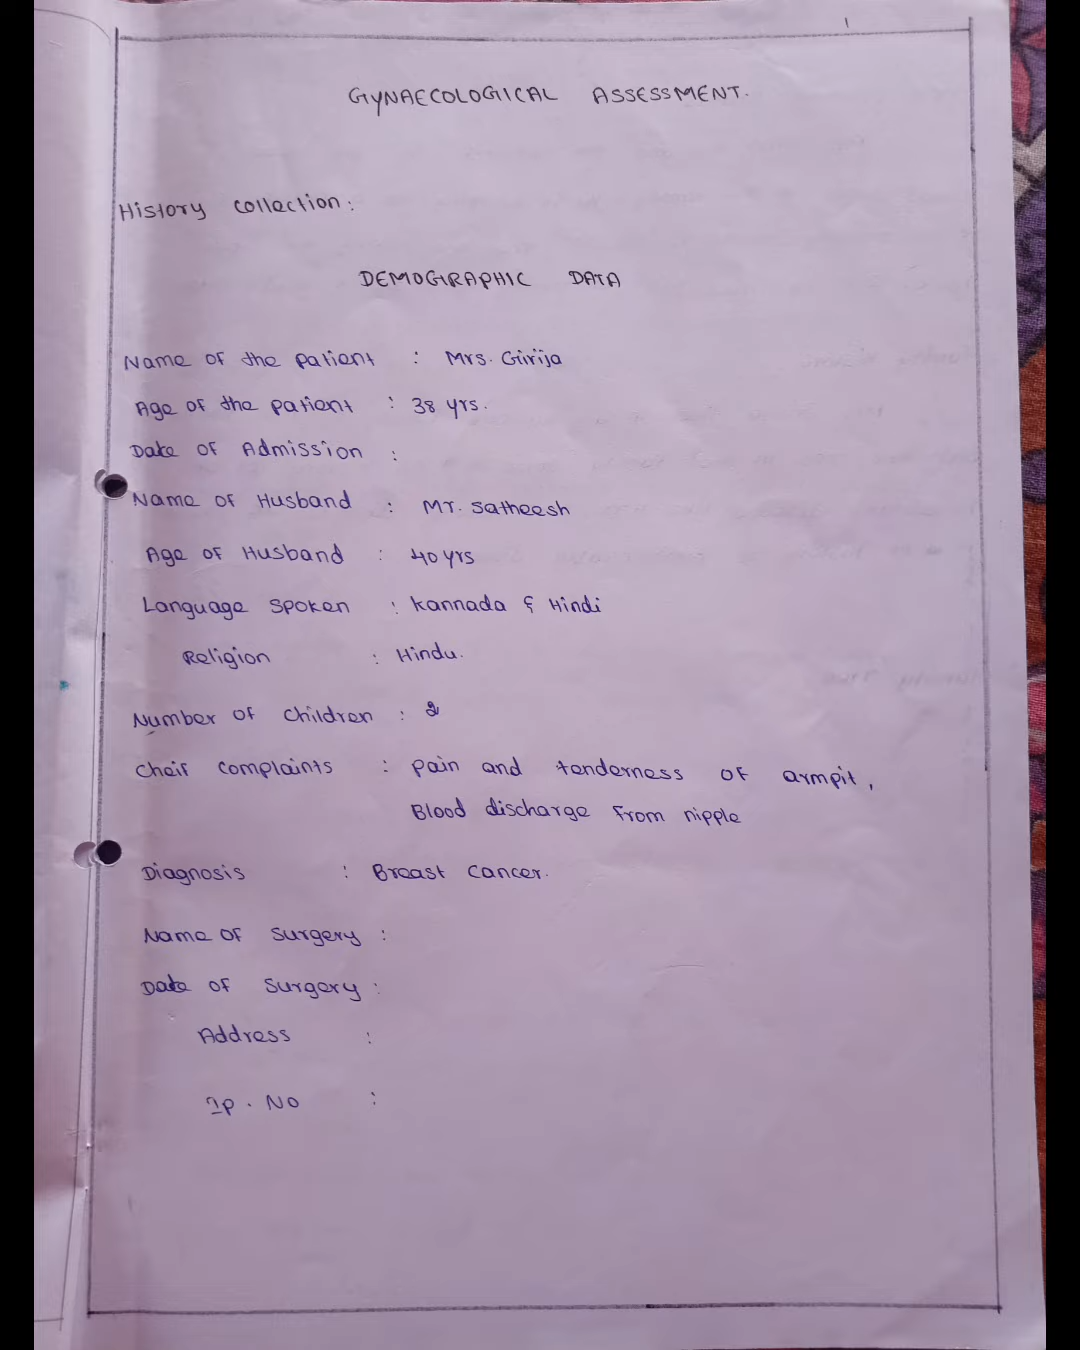 1
GYNAECOLOGICAL ASSESSMENT.
History collection:
DEMOGRAPHIC DATA
Name of the patient : Mrs. Girija
Age of the patient : 38 yrs.
Date of Admission :
Name of Husband : Mr. Satheesh
Age of Husband : 40 yrs
Language Spoken : Kannada & Hindi
Religion : Hindu.
Number of children : 2
Cheif complaints : pain and tenderness of armpit,
Blood discharge from nipple
Diagnosis : Breast Cancer.
Name of Surgery :
Date of Surgery :
Address :
Ip. No :